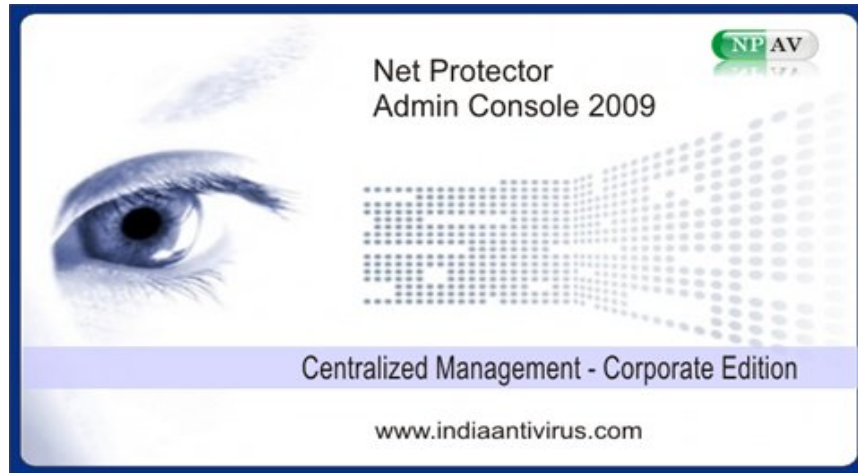 NPAV
Net Protector
Admin Console 2009
Centralized Management - Corporate Edition
www.indiaantivirus.com